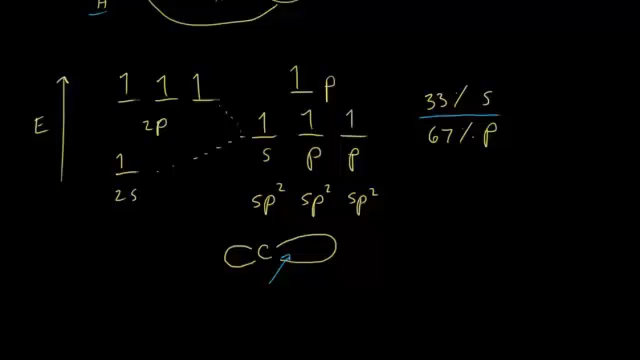 H
1 1 1
2P
E
1
2S
1 P
1 1 1
S P P
sp² sp² sp²
33% S
67% P
C